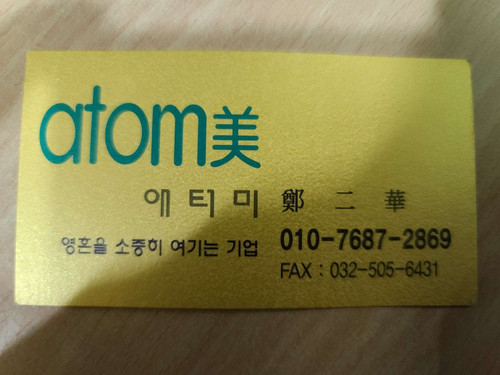 atom美
애터미 鄭二華
영혼을 소중히 여기는 기업 010-7687-2869
FAX : 032-505-6431